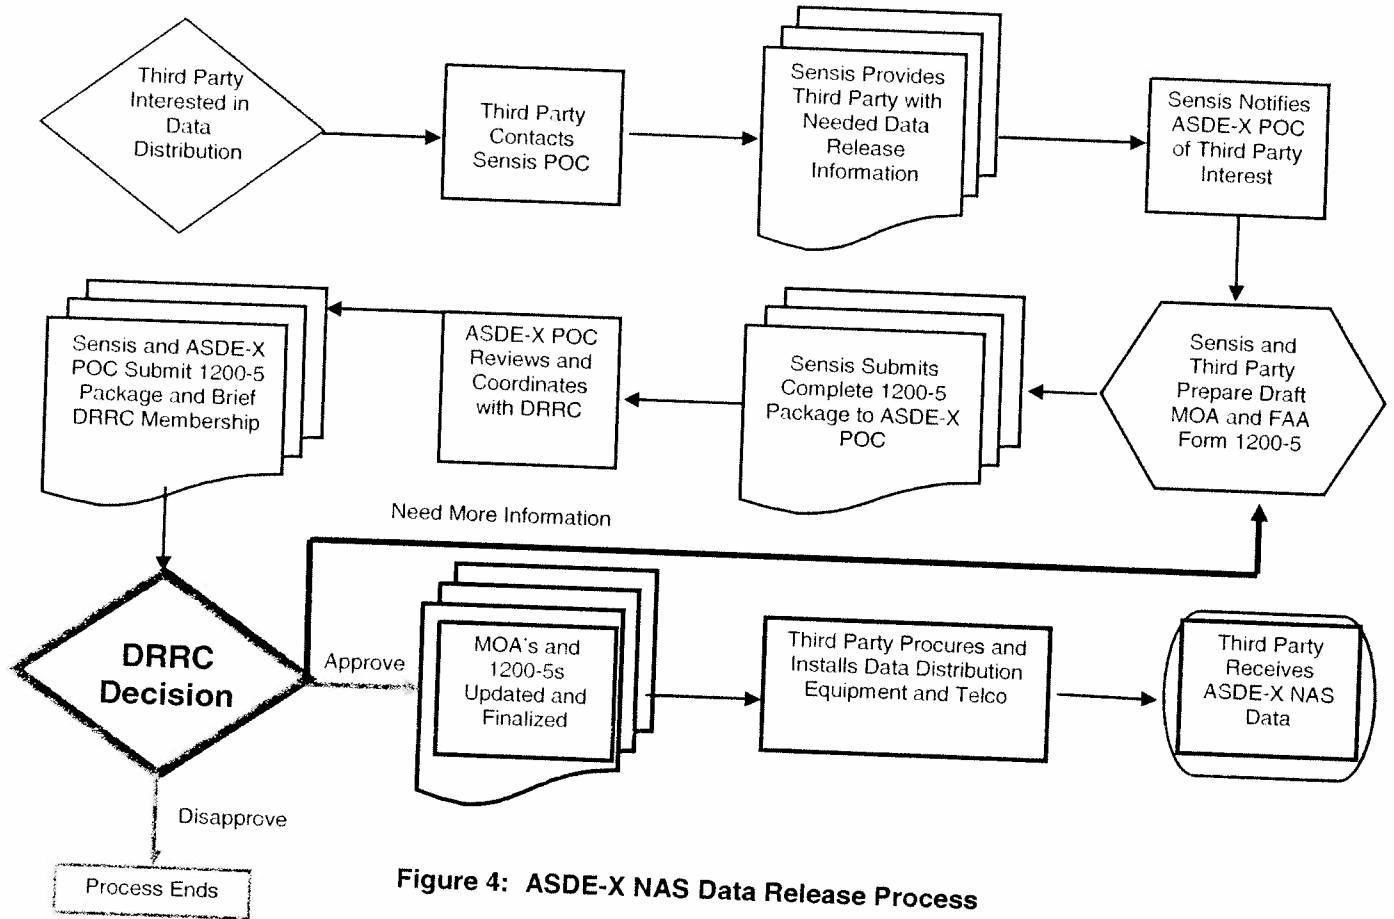 Third Party
Interested in
Data
Distribution
Third Party
Contacts
Sensis POC
Sensis Provides
Third Party with
Needed Data
Release
Information
Sensis Notifies
ASDE-X POC
of Third Party
Interest
Sensis and
Third Party
Prepare Draft
MOA and FAA
Form 1200-5
Sensis Submits
Complete 1200-5
Package to ASDE-X
POC
ASDE-X POC
Reviews and
Coordinates
with DRRC
Sensis and ASDE-X
POC Submit 1200-5
Package and Brief
DRRC Membership
Need More Information
DRRC
Decision
Approve
MOA's and
1200-5s
Updated and
Finalized
Third Party Procures and
Installs Data Distribution
Equipment and Telco
Third Party
Receives
ASDE-X NAS
Data
Disapprove
Process Ends
Figure 4: ASDE-X NAS Data Release Process